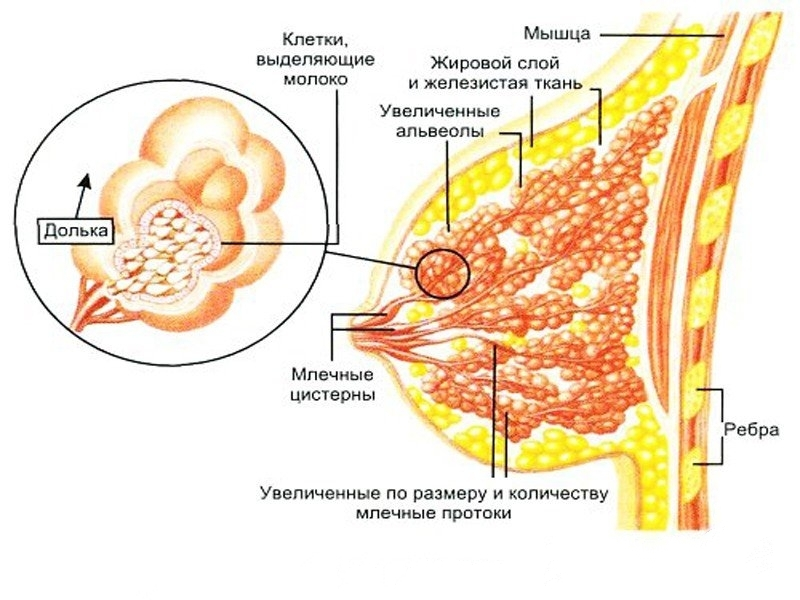 Клетки,
выделяющие
молоко
Мышца
Жировой слой
и железистая ткань
Увеличенные
альвеолы
Долька
Млечные
цистерны
Ребра
Увеличенные по размеру и количеству
млечные протоки